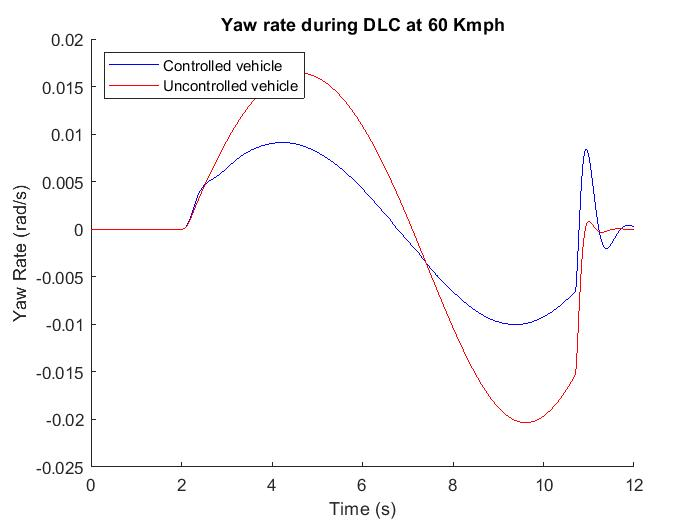 Yaw rate during DLC at 60 Kmph
0.02
Controlled vehicle
Uncontrolled vehicle
0.015
0.01
0.005
0
-0.005
-0.01
-0.015
-0.02
-0.025
Yaw Rate (rad/s)
0 2 4 6 8 10 12
Time (s)